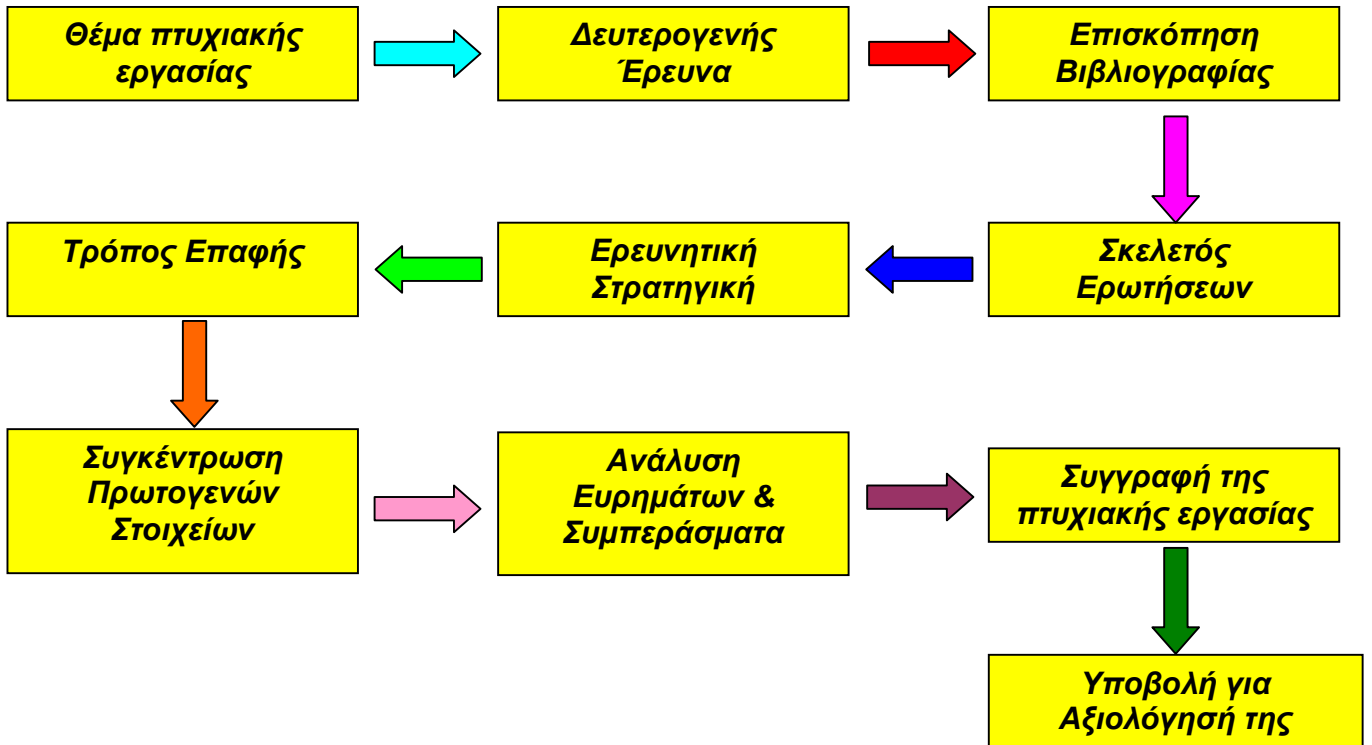 Θέμα πτυχιακής
εργασίας
Δευτερογενής
Έρευνα
Επισκόπηση
Βιβλιογραφίας
Σκελετός
Ερωτήσεων
Ερευνητική
Στρατηγική
Τρόπος Επαφής
Συγκέντρωση
Πρωτογενών
Στοιχείων
Ανάλυση
Ευρημάτων &
Συμπεράσματα
Συγγραφή της
πτυχιακής εργασίας
Υποβολή για
Αξιολόγησή της